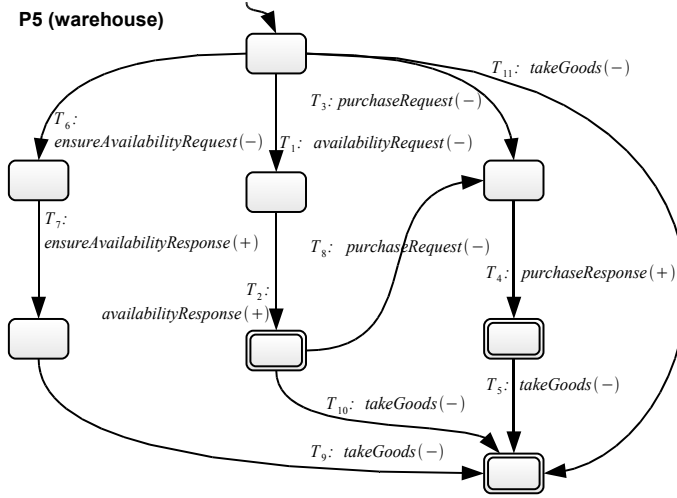 P5 (warehouse)
T₁₁: takeGoods(−)
T₃: purchaseRequest(−)
T₆:
ensureAvailabilityRequest(−)
T₁: availabilityRequest(−)
T₇:
ensureAvailabilityResponse(+)
T₈: purchaseRequest(−)
T₄: purchaseResponse(+)
T₂:
availabilityResponse(+)
T₅: takeGoods(−)
T₁₀: takeGoods(−)
T₉: takeGoods(−)